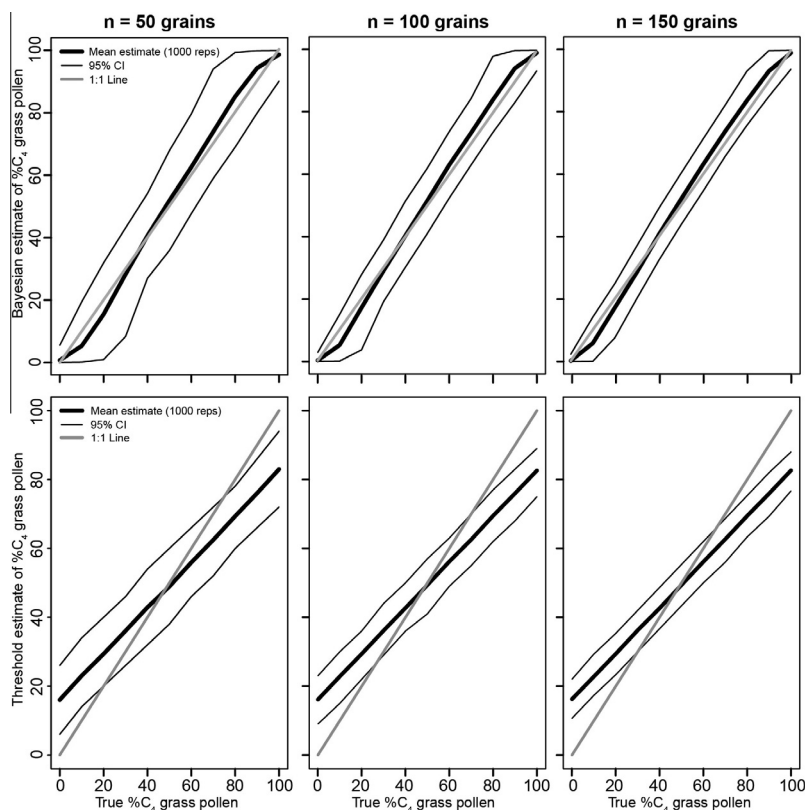 n = 50 grains
n = 100 grains
n = 150 grains
Bayesian estimate of %C₄ grass pollen
0 20 40 60 80 100
Mean estimate (1000 reps)
95% CI
1:1 Line
Threshold estimate of %C₄ grass pollen
0 20 40 60 80 100
Mean estimate (1000 reps)
95% CI
1:1 Line
0 20 40 60 80 100
True %C₄ grass pollen
0 20 40 60 80 100
True %C₄ grass pollen
0 20 40 60 80 100
True %C₄ grass pollen